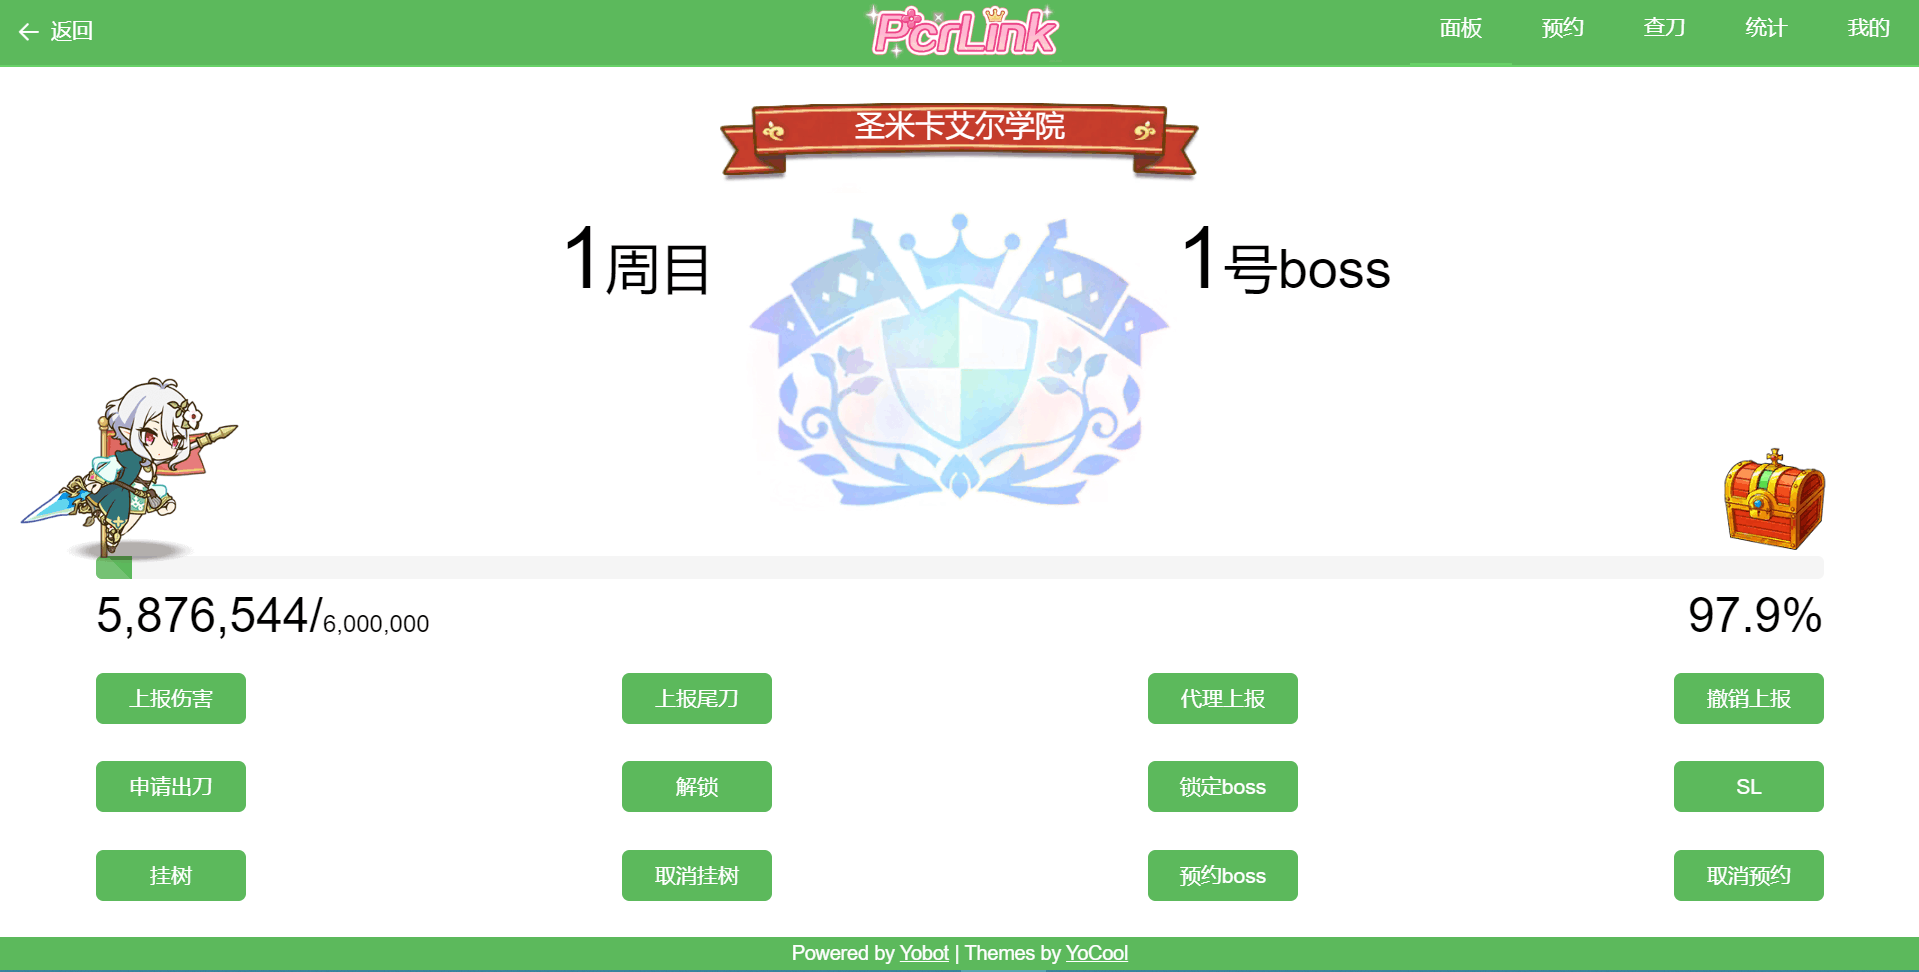 返回
PcrLink
面板
预约
查刀
统计
我的
圣米卡艾尔学院
1周目
1号boss
5,876,544/6,000,000
97.9%
上报伤害
上报尾刀
代理上报
撤销上报
申请出刀
解锁
锁定boss
SL
挂树
取消挂树
预约boss
取消预约
Powered by Yobot | Themes by YoCool